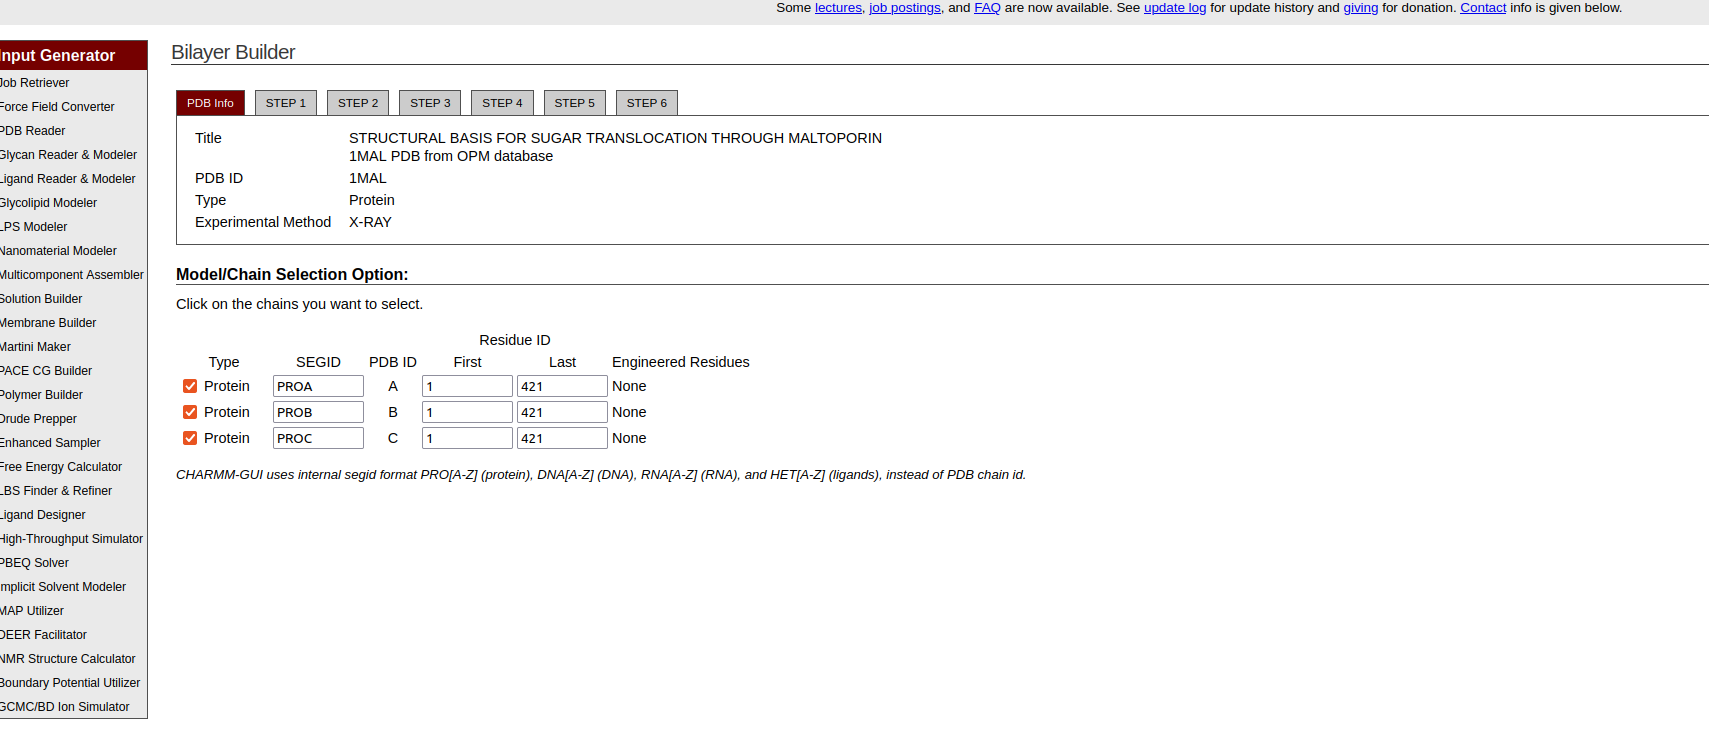 Some lectures, job postings, and FAQ are now available. See update log for update history and giving for donation. Contact info is given below.
Input Generator
Job Retriever
Force Field Converter
PDB Reader
Glycan Reader & Modeler
Ligand Reader & Modeler
Glycolipid Modeler
LPS Modeler
Nanomaterial Modeler
Multicomponent Assembler
Solution Builder
Membrane Builder
Martini Maker
PACE CG Builder
Polymer Builder
Drude Prepper
Enhanced Sampler
Free Energy Calculator
LBS Finder & Refiner
Ligand Designer
High-Throughput Simulator
PBEQ Solver
Implicit Solvent Modeler
MAP Utilizer
DEER Facilitator
NMR Structure Calculator
Boundary Potential Utilizer
GCMC/BD Ion Simulator
Bilayer Builder
PDB Info STEP 1 STEP 2 STEP 3 STEP 4 STEP 5 STEP 6
Title STRUCTURAL BASIS FOR SUGAR TRANSLOCATION THROUGH MALTOPORIN
1MAL PDB from OPM database
PDB ID 1MAL
Type Protein
Experimental Method X-RAY
Model/Chain Selection Option:
Click on the chains you want to select.
Residue ID
Type SEGID PDB ID First Last Engineered Residues
Protein PROA A 1 421 None
Protein PROB B 1 421 None
Protein PROC C 1 421 None
CHARMM-GUI uses internal segid format PRO[A-Z] (protein), DNA[A-Z] (DNA), RNA[A-Z] (RNA), and HET[A-Z] (ligands), instead of PDB chain id.